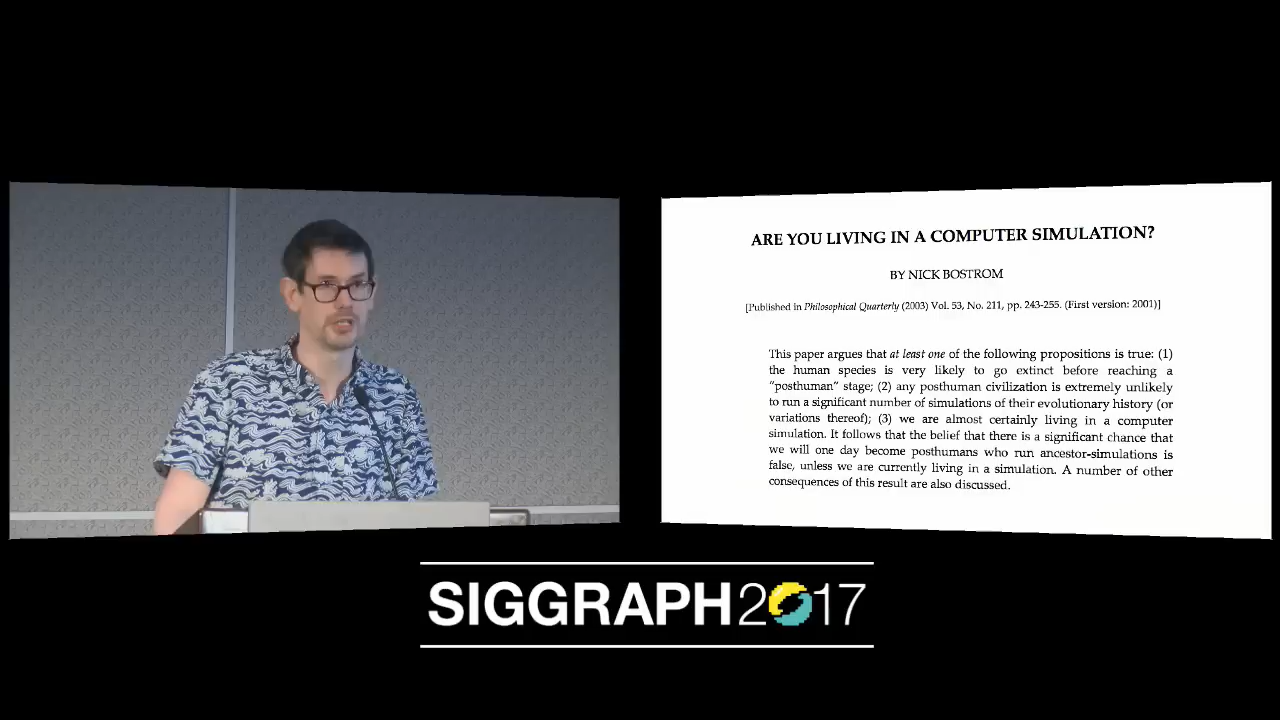 ARE YOU LIVING IN A COMPUTER SIMULATION?
BY NICK BOSTROM
[Published in Philosophical Quarterly (2003) Vol. 53, No. 211, pp. 243-255. (First version: 2001)]
This paper argues that at least one of the following propositions is true: (1)
the human species is very likely to go extinct before reaching a
"posthuman" stage; (2) any posthuman civilization is extremely unlikely
to run a significant number of simulations of their evolutionary history (or
variations thereof); (3) we are almost certainly living in a computer
simulation. It follows that the belief that there is a significant chance that
we will one day become posthumans who run ancestor-simulations is
false, unless we are currently living in a simulation. A number of other
consequences of this result are also discussed.
SIGGRAPH2017